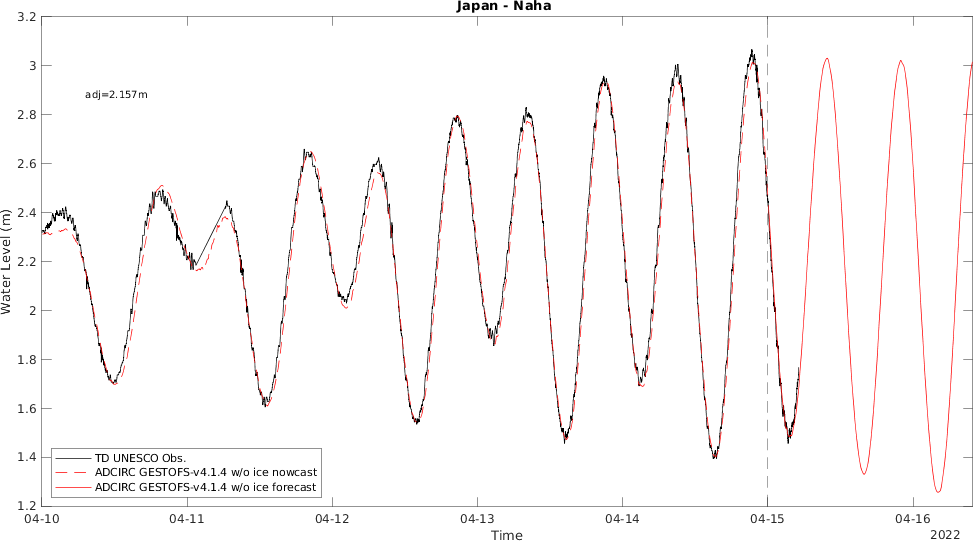 Japan - Naha
3.2
3
2.8
2.6
2.4
2.2
2
1.8
1.6
1.4
1.2
Water Level (m)
adj=2.157m
TD UNESCO Obs.
ADCIRC GESTOFS-v4.1.4 w/o ice nowcast
ADCIRC GESTOFS-v4.1.4 w/o ice forecast
04-10 04-11 04-12 04-13 04-14 04-15 04-16
Time
2022